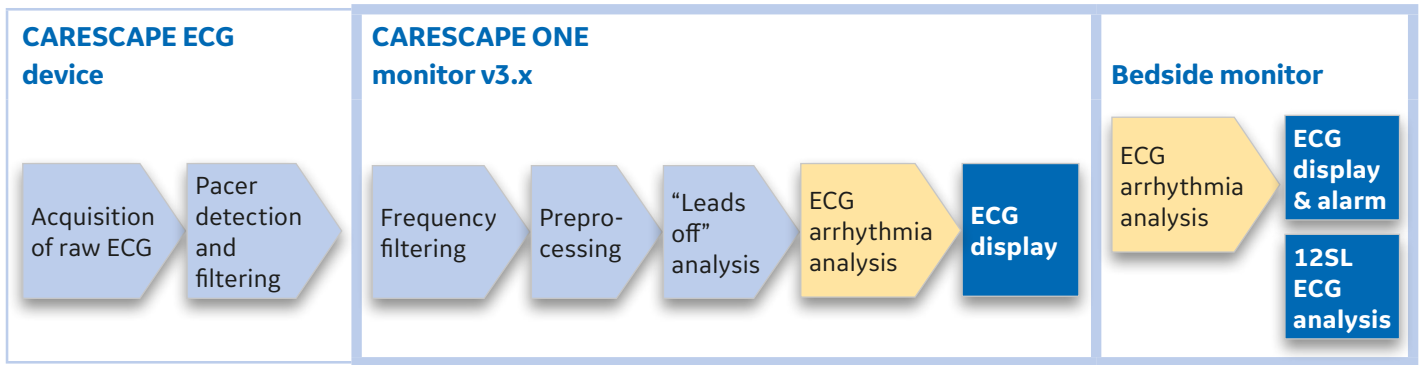 CARESCAPE ECG
device
Acquisition
of raw ECG
Pacer
detection
and
filtering
CARESCAPE ONE
monitor v3.x
Frequency
filtering
Prepro-
cessing
“Leads
off”
analysis
ECG
arrhythmia
analysis
ECG
display
Bedside monitor
ECG
arrhythmia
analysis
ECG
display
& alarm
12SL
ECG
analysis